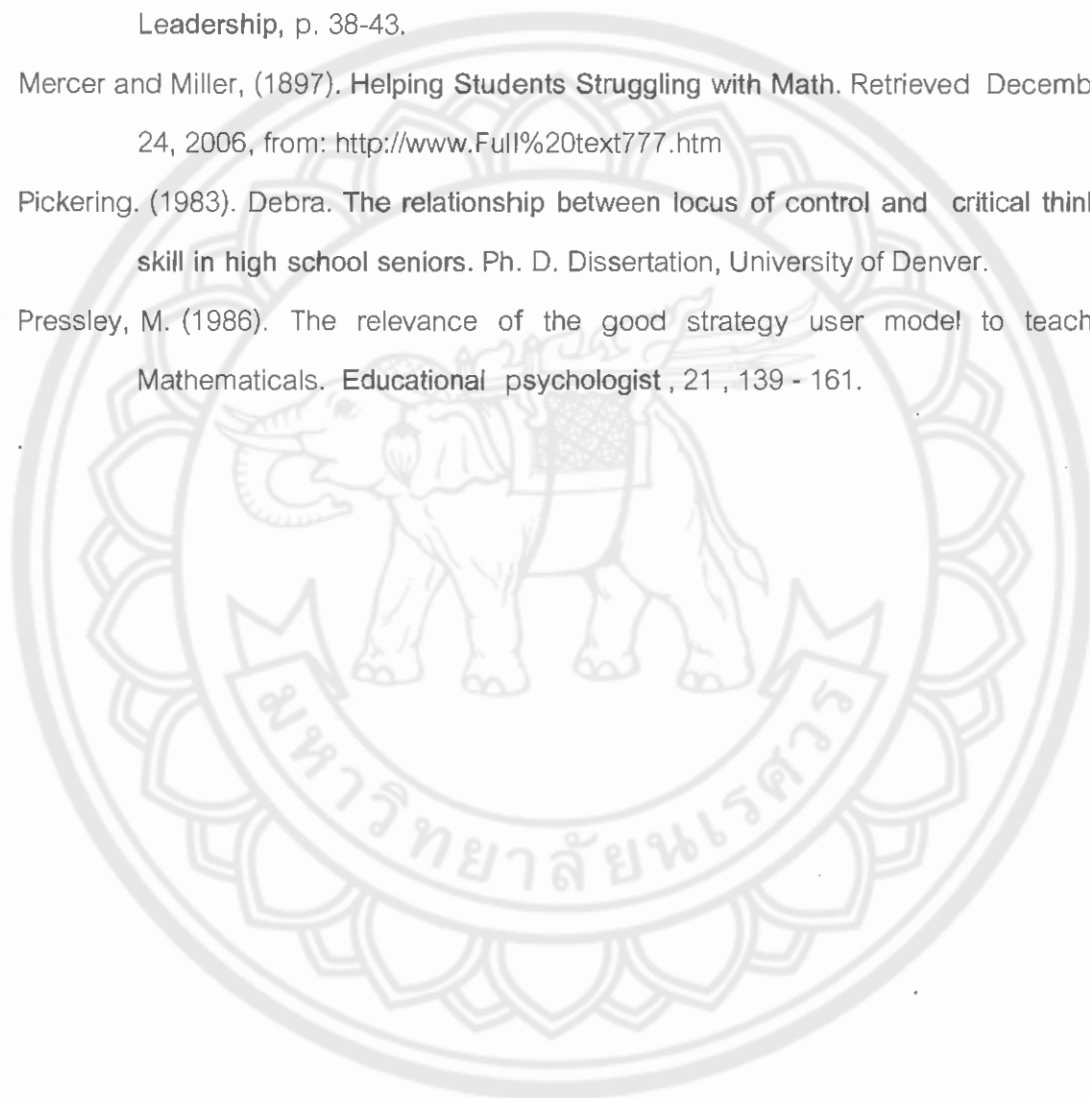 Leadership, p. 38-43.
Mercer and Miller, (1897). Helping Students Struggling with Math. Retrieved Decemb
24, 2006, from: http://www.Full%20text777.htm
Pickering. (1983). Debra. The relationship between locus of control and critical think
skill in high school seniors. Ph. D. Dissertation, University of Denver.
Pressley, M. (1986). The relevance of the good strategy user model to teach
Mathematicals. Educational psychologist , 21 , 139 - 161.
มหาวิทยาลัยนเรศวร